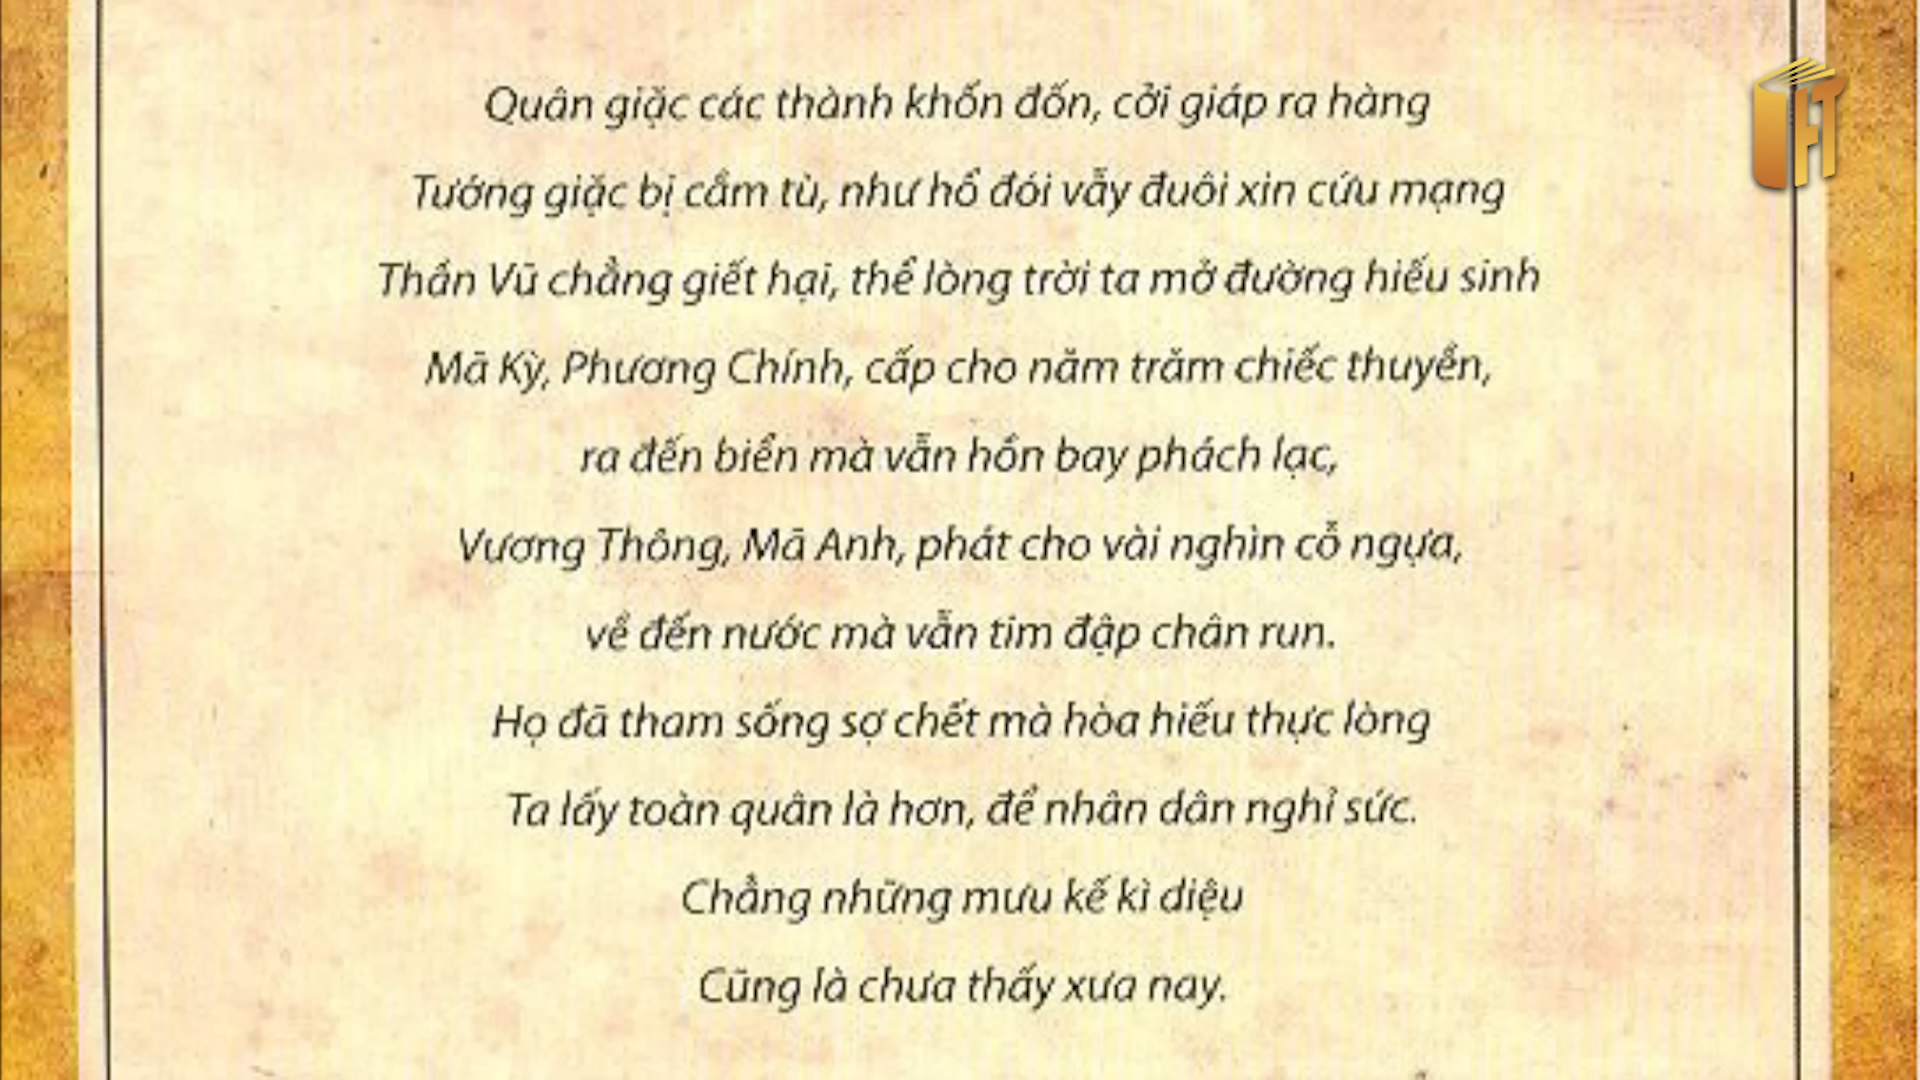 Quân giặc các thành khốn đốn, cởi giáp ra hàng
Tướng giặc bị cầm tù, như hổ đói vẫy đuôi xin cứu mạng
Thần Vũ chẳng giết hại, thể lòng trời ta mở đường hiếu sinh
Mã Kỳ, Phương Chính, cấp cho năm trăm chiếc thuyền,
ra đến biển mà vẫn hồn bay phách lạc,
Vương Thông, Mã Anh, phát cho vài nghìn cỗ ngựa,
về đến nước mà vẫn tim đập chân run.
Họ đã tham sống sợ chết mà hòa hiếu thực lòng
Ta lấy toàn quân là hơn, để nhân dân nghỉ sức.
Chẳng những mưu kế kì diệu
Cũng là chưa thấy xưa nay.